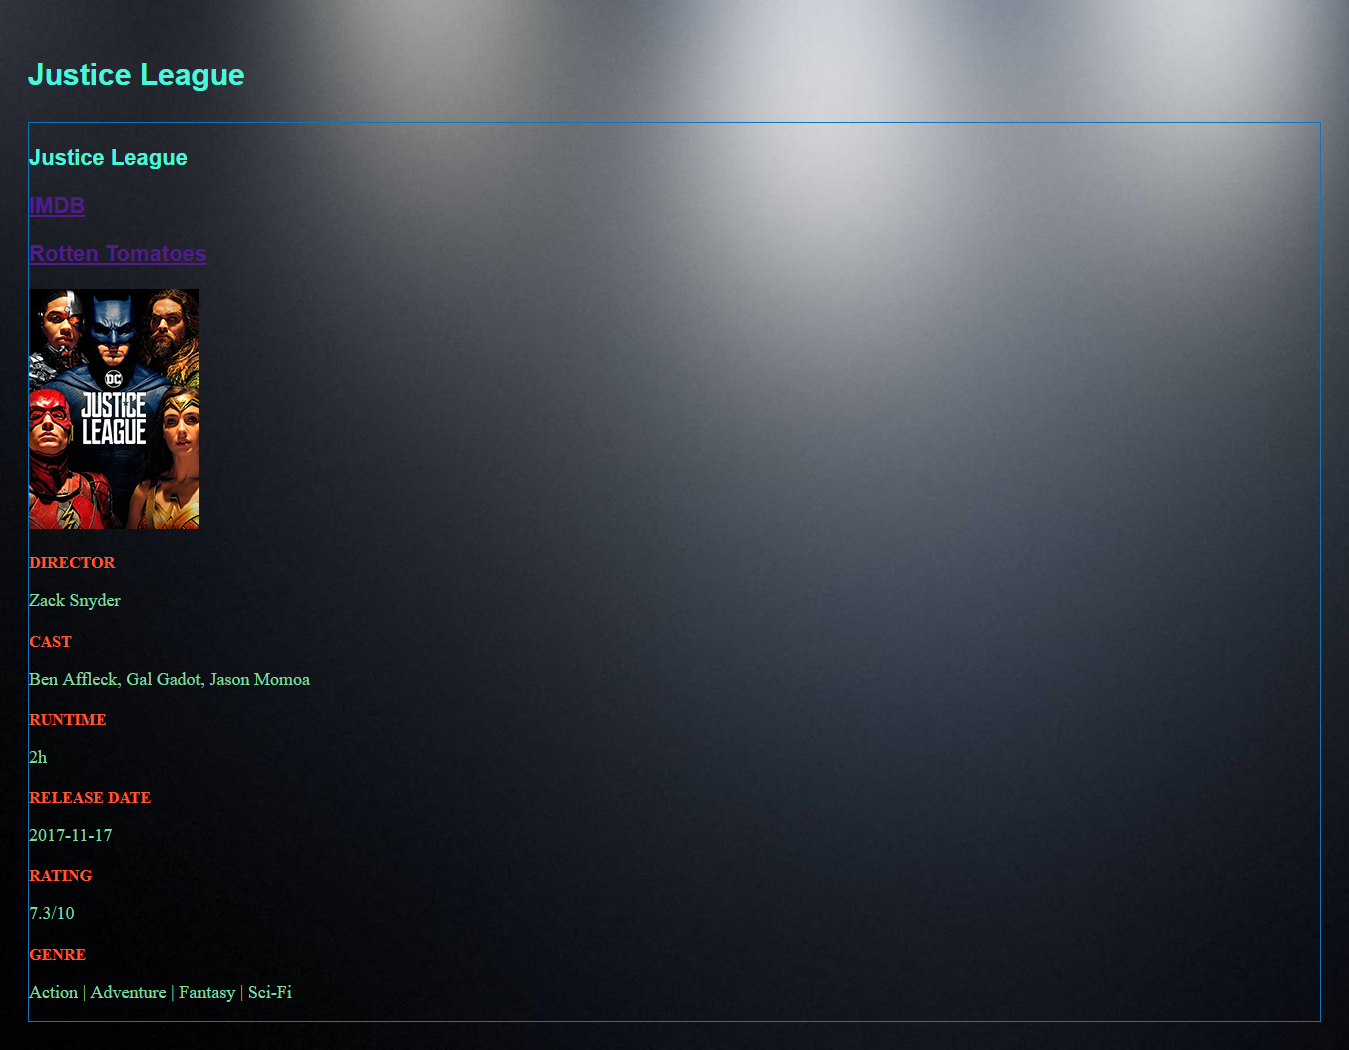 Justice League
Justice League
IMDB
Rotten Tomatoes
DC
JUSTICE
LEAGUE
DIRECTOR
Zack Snyder
CAST
Ben Affleck, Gal Gadot, Jason Momoa
RUNTIME
2h
RELEASE DATE
2017-11-17
RATING
7.3/10
GENRE
Action | Adventure | Fantasy | Sci-Fi